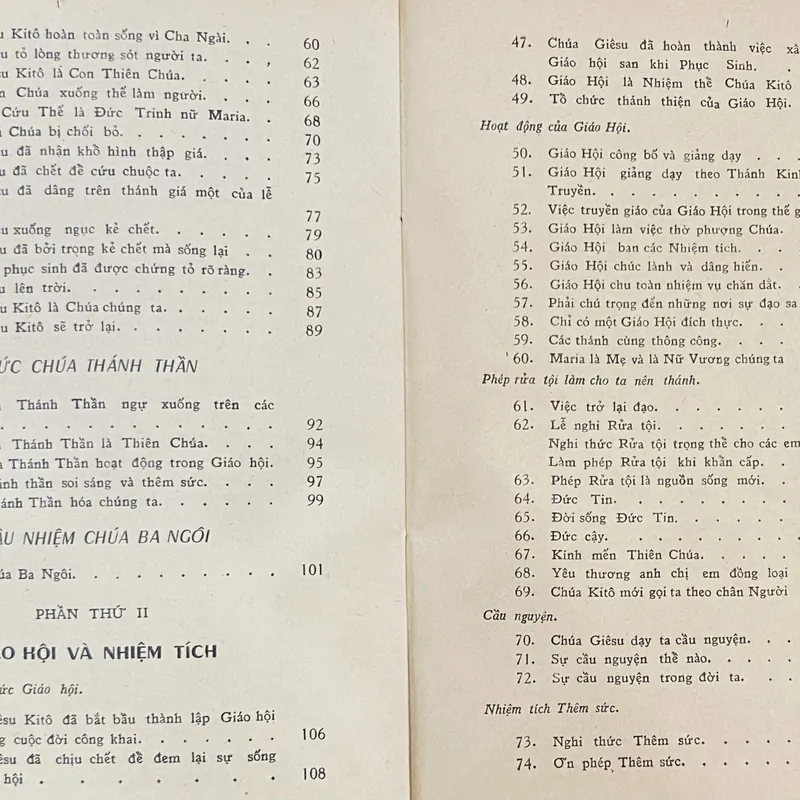 u Kitô hoàn toàn sống vì Cha Ngài. . . 60
su tỏ lòng thương sót người ta. . . , 62
su Kitô là Con Thiên Chúa. . . . 63
n Chúa xuống thế làm người. . . . 66
Cứu Thế là Đức Trinh nữ Maria. . 68
Chúa bị chối bỏ. . . . . . . 70
u đã nhận khổ hình thập giá. . . . 73
u đã chết để cứu chuộc ta. . . . . 75
u đã dâng trên thánh giá một của lễ
77
u xuống ngục kẻ chết. . . . . . 79
u đã bởi trong kẻ chết mà sống lại . . 80
phục sinh đã được chứng tỏ rõ ràng. . . 83
u lên trời. . . . . . . . . 85
u Kitô là Chúa chúng ta. . . . . 87
u Kitô sẽ trở lại. . . . . . . 89
ỨC CHÚA THÁNH THẦN
Thánh Thần ngự xuống trên các
. . . . . . . . . . . . 92
Thánh Thần là Thiên Chúa. . . . 94
Thánh Thần hoạt động trong Giáo hội. 95
ánh thần soi sáng và thêm sức. . . . 97
ánh Thần hóa chúng ta. . . . . . 99
ẦU NHIỆM CHÚA BA NGÔI
úa Ba Ngôi. . . . . . . . . 101
PHẦN THỨ II
ÁO HỘI VÀ NHIỆM TÍCH
ức Giáo hội.
êsu Kitô đã bắt bầu thành lập Giáo hội
g cuộc đời công khai. . . . . . 106
êsu đã chịu chết để đem lại sự sống
hội . . . . . . . 108
47. Chúa Giêsu đã hoàn thành việc xâ
Giáo hội san khi Phục Sinh. .
48. Giáo Hội là Nhiệm thể Chúa Kitô
49. Tổ chức thánh thiện của Giáo Hội.
Hoạt động của Giáo Hội.
50. Giáo Hội công bố và giảng dạy . . .
51. Giáo Hội giảng dạy theo Thánh Kinh
Truyền. . . . . . . . . .
52. Việc truyền giáo của Giáo Hội trong thế g
53. Giáo Hội làm việc thờ phượng Chúa.
54. Giáo Hội ban các Nhiệm tích. . .
55. Giáo Hội chúc lành và dâng hiến. .
56. Giáo Hội chu toàn nhiệm vụ chăn dắt.
57. Phải chú trọng đến những nơi sự đạo sa
58. Chỉ có một Giáo Hội đích thực. . .
59. Các thánh cùng thông công. . . .
60. Maria là Mẹ và là Nữ Vương chúng ta
Phép rửa tội làm cho ta nên thánh.
61. Việc trở lại đạo. . . . . . .
62. Lễ nghi Rửa tội. . . . . . .
Nghi thức Rửa tội trọng thể cho các em
Làm phép Rửa tội khi khẩn cấp. .
63. Phép Rửa tội là nguồn sống mới. .
64. Đức Tin. . . . . . . . .
65. Đời sống Đức Tin. . . . . . .
66. Đức cậy. . . . . . . . .
67. Kính mến Thiên Chúa. . . . .
68. Yêu thương anh chị em đồng loại
69. Chúa Kitô mới gọi ta theo chân Người
Cầu nguyện.
70. Chúa Giêsu dạy ta cầu nguyện. . .
71. Sự cầu nguyện thế nào. . . . .
72. Sự cầu nguyện trong đời ta. . . .
Nhiệm tích Thêm sức.
73. Nghi thức Thêm sức. . . . .
74. Ơn phép Thêm sức. . . . . .